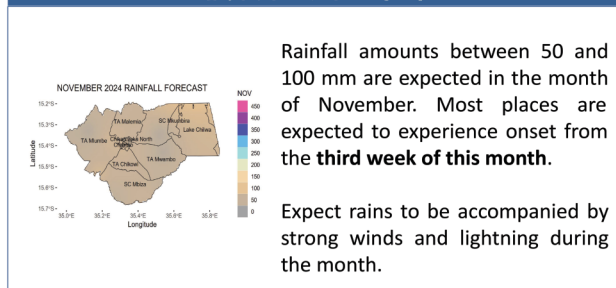 NOVEMBER 2024 RAINFALL FORECAST
NOV
450
400
350
300
250
200
150
100
50
0
Latitude
15.2°S
15.3°S
15.4°S
15.5°S
15.6°S
15.7°S
TA Malemia
SC Mkumbira
Lake Chilwa
TA Mlumbe
TA Mwambo
TA Chikowi
SC Mbiza
35.0°E
35.2°E
35.4°E
35.6°E
35.8°E
Longitude
Rainfall amounts between 50 and
100 mm are expected in the month
of November. Most places are
expected to experience onset from
the third week of this month.
Expect rains to be accompanied by
strong winds and lightning during
the month.